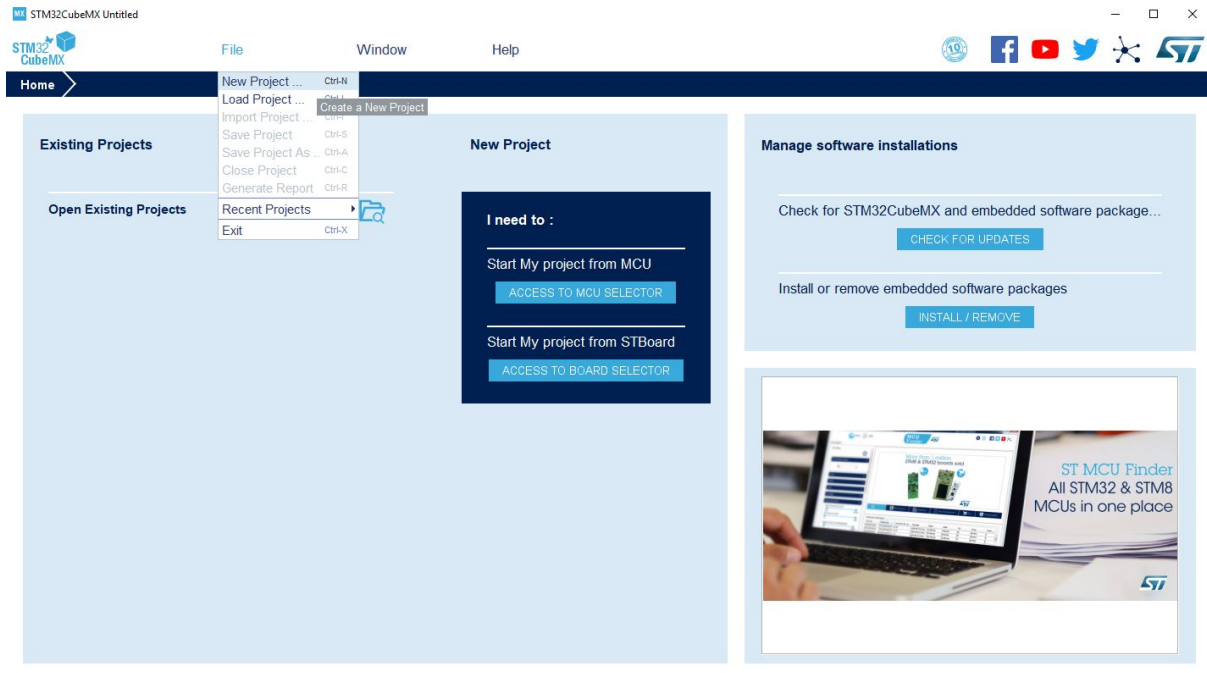 MX STM32CubeMX Untitled
STM32
CubeMX
File Window Help
10
Home
New Project ... Ctrl-N
Load Project ... Ctrl-L
Create a New Project
Import Project ... Ctrl-I
Save Project Ctrl-S
Save Project As .. Ctrl-A
Close Project Ctrl-C
Generate Report Ctrl-R
Recent Projects
Exit Ctrl-X
Existing Projects
Open Existing Projects
New Project
I need to :
Start My project from MCU
ACCESS TO MCU SELECTOR
Start My project from STBoard
ACCESS TO BOARD SELECTOR
Manage software installations
Check for STM32CubeMX and embedded software package...
CHECK FOR UPDATES
Install or remove embedded software packages
INSTALL / REMOVE
ST MCU Finder
All STM32 & STM8
MCUs in one place